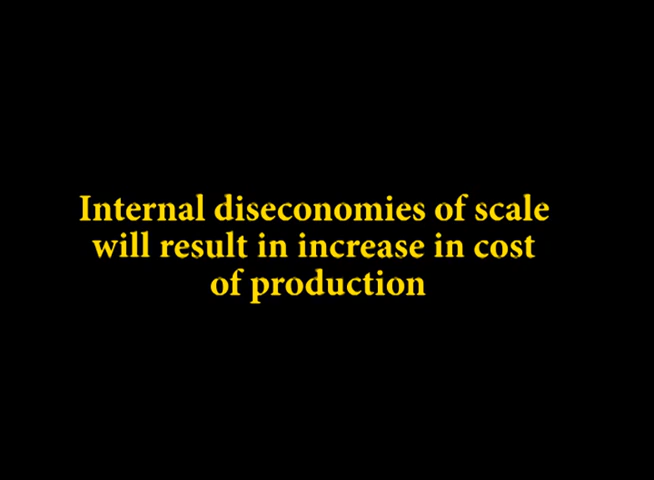 Internal diseconomies of scale
will result in increase in cost
of production